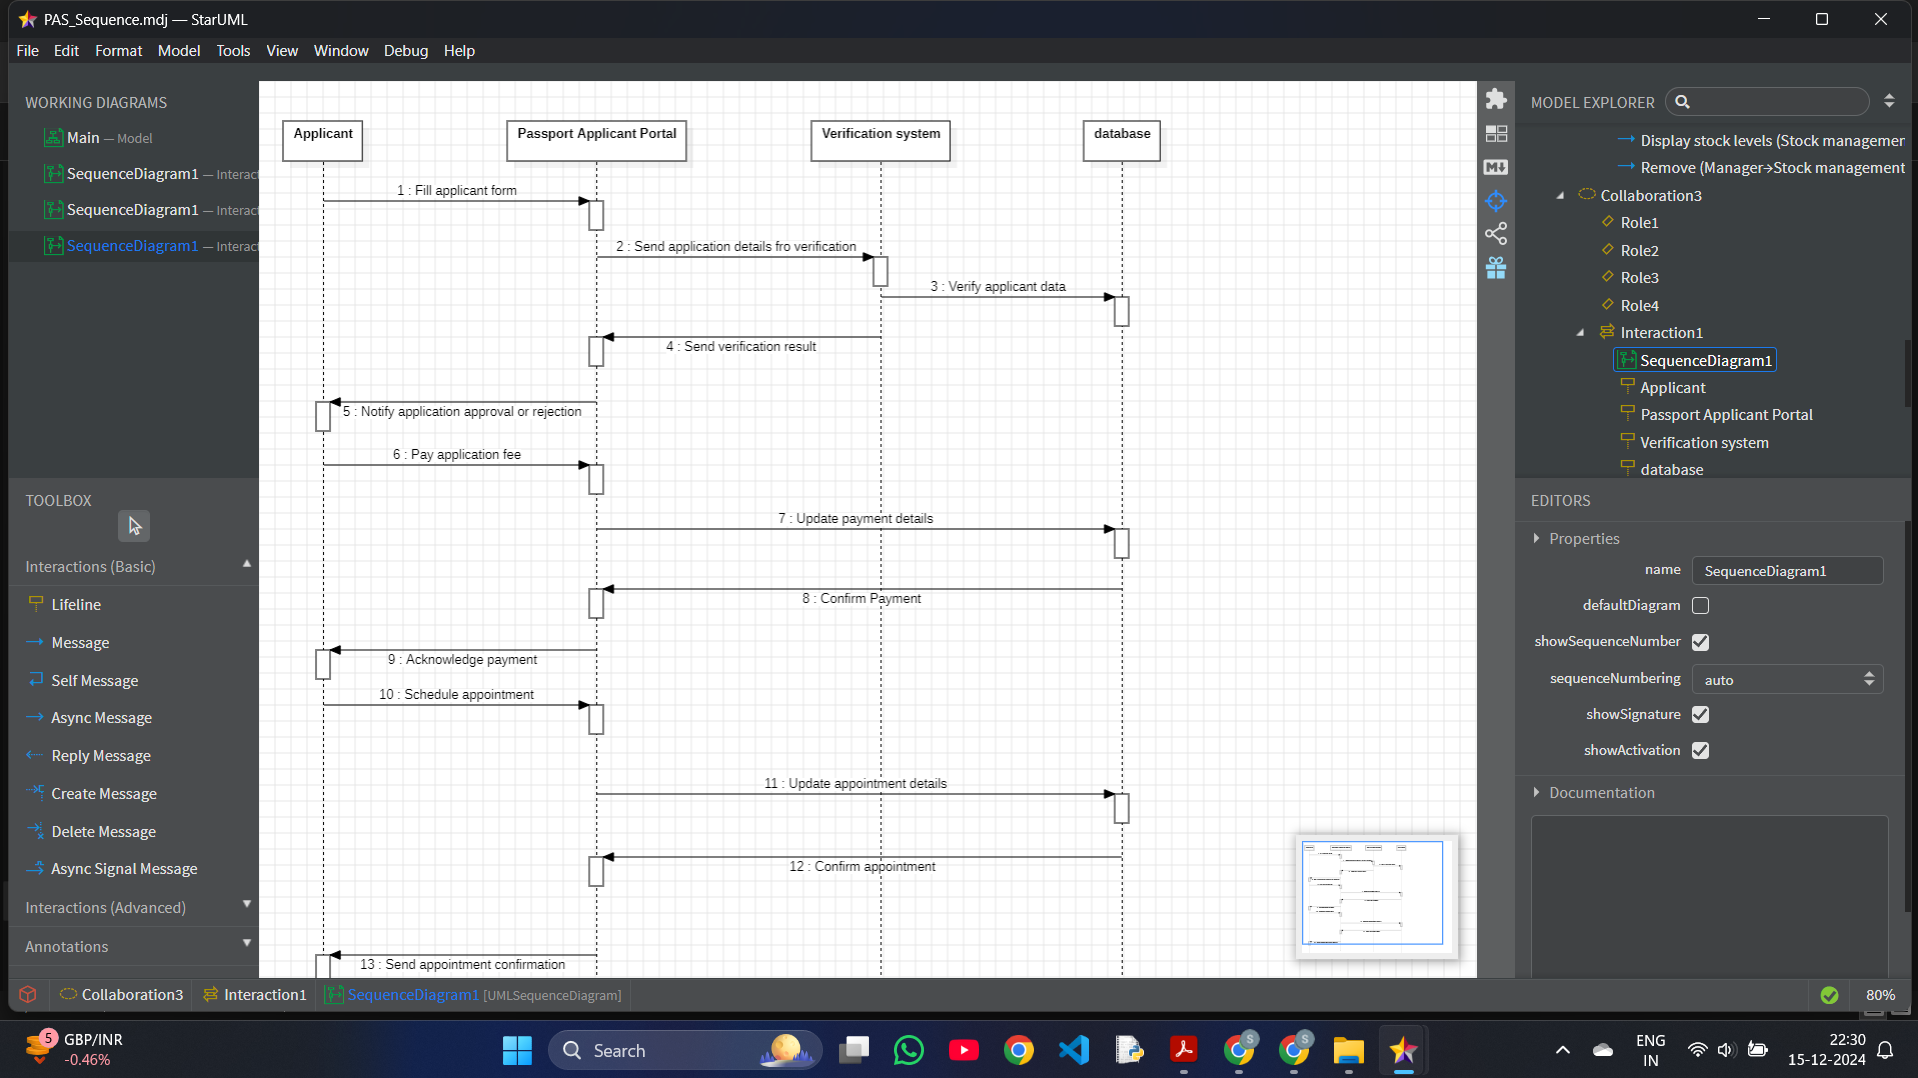 PAS_Sequence.mdj — StarUML
File Edit Format Model Tools View Window Debug Help
WORKING DIAGRAMS
Main — Model
SequenceDiagram1 — Interact
SequenceDiagram1 — Interact
SequenceDiagram1 — Interact
TOOLBOX
Interactions (Basic)
Lifeline
Message
Self Message
Async Message
Reply Message
Create Message
Delete Message
Async Signal Message
Interactions (Advanced)
Annotations
Applicant
Passport Applicant Portal
Verification system
database
1 : Fill applicant form
2 : Send application details fro verification
3 : Verify applicant data
4 : Send verification result
5 : Notify application approval or rejection
6 : Pay application fee
7 : Update payment details
8 : Confirm Payment
9 : Acknowledge payment
10 : Schedule appointment
11 : Update appointment details
12 : Confirm appointment
13 : Send appointment confirmation
M
MODEL EXPLORER
Display stock levels (Stock managemen
Remove (Manager→Stock management
Collaboration3
Role1
Role2
Role3
Role4
Interaction1
SequenceDiagram1
Applicant
Passport Applicant Portal
Verification system
database
EDITORS
Properties
name SequenceDiagram1
defaultDiagram
showSequenceNumber
sequenceNumbering auto
showSignature
showActivation
Documentation
Collaboration3 Interaction1 SequenceDiagram1 [UMLSequenceDiagram]
80%
5
GBP/INR
-0.46%
Search
S
S
ENG
IN
22:30
15-12-2024